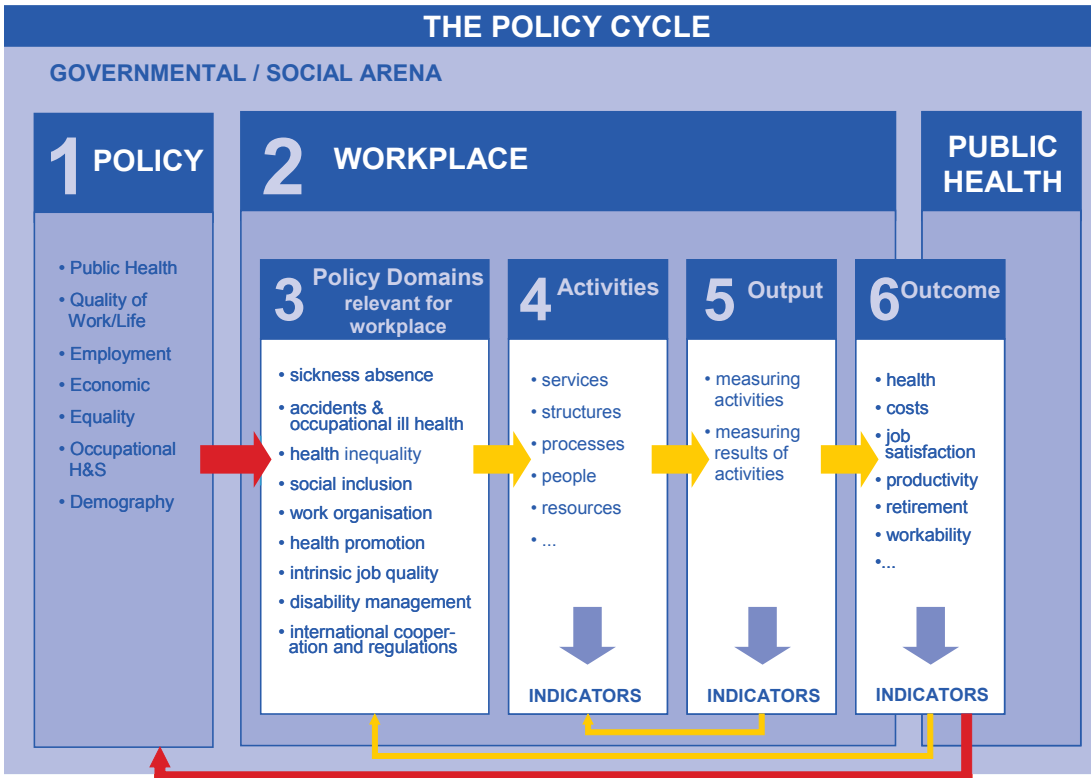 THE POLICY CYCLE
GOVERNMENTAL / SOCIAL ARENA
1 POLICY
• Public Health
• Quality of
Work/Life
• Employment
• Economic
• Equality
• Occupational
H&S
• Demography
2 WORKPLACE
PUBLIC
HEALTH
3 Policy Domains
relevant for
workplace
• sickness absence
• accidents &
occupational ill health
• health inequality
• social inclusion
• work organisation
• health promotion
• intrinsic job quality
• disability management
• international cooper-
ation and regulations
4 Activities
• services
• structures
• processes
• people
• resources
• ...
INDICATORS
5 Output
• measuring
activities
• measuring
results of
activities
INDICATORS
6 Outcome
• health
• costs
• job
satisfaction
• productivity
• retirement
• workability
•...
INDICATORS